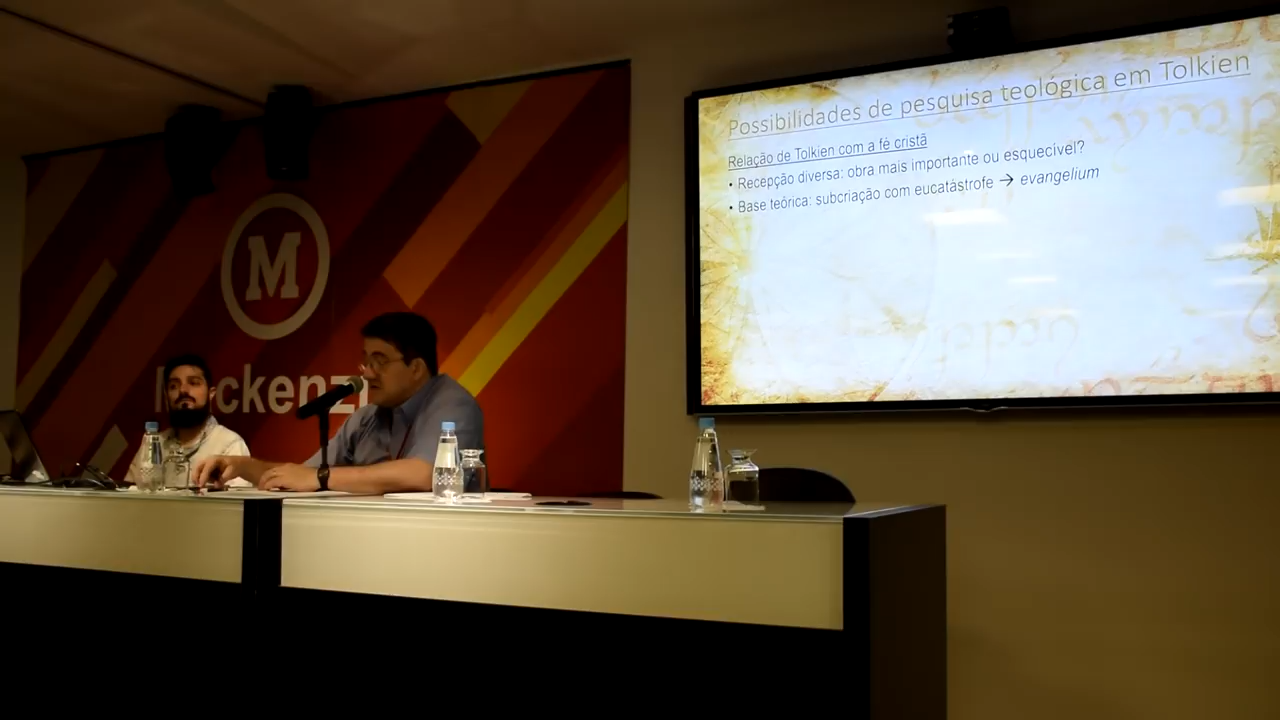 M
Mackenzi
Possibilidades de pesquisa teológica em Tolkien
Relação de Tolkien com a fé cristã
• Recepção diversa: obra mais importante ou esquecível?
• Base teórica: subcriação com eucatástrofe → evangelium